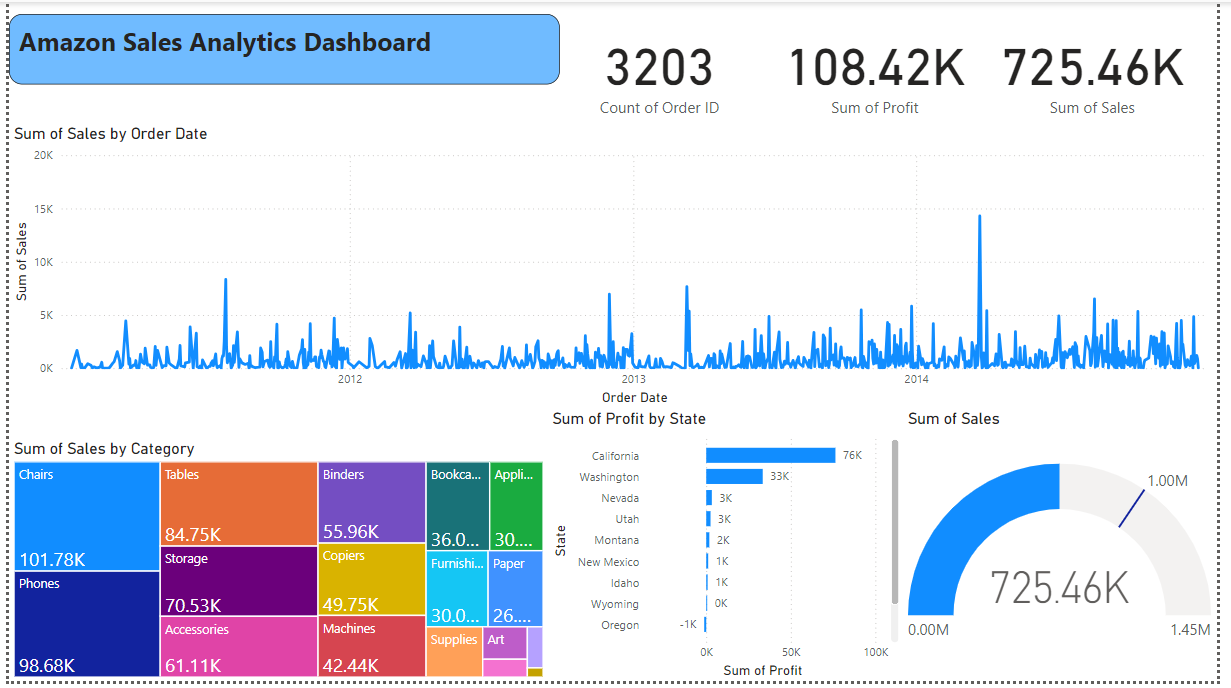 Amazon Sales Analytics Dashboard
3203
Count of Order ID
108.42K
Sum of Profit
725.46K
Sum of Sales
Sum of Sales by Order Date
Sum of Sales
20K
15K
10K
5K
0K
2012
2013
2014
Order Date
Sum of Sales by Category
Chairs
101.78K
Phones
98.68K
Tables
84.75K
Storage
70.53K
Accessories
61.11K
Binders
55.96K
Copiers
49.75K
Machines
42.44K
Bookca...
36.0...
Appli...
30....
Furnishi...
30.0...
Paper
26....
Supplies
Art
Sum of Profit by State
State
California 76K
Washington 33K
Nevada 3K
Utah 3K
Montana 2K
New Mexico 1K
Idaho 1K
Wyoming 0K
Oregon -1K
0K 50K 100K
Sum of Profit
Sum of Sales
1.00M
725.46K
0.00M 1.45M